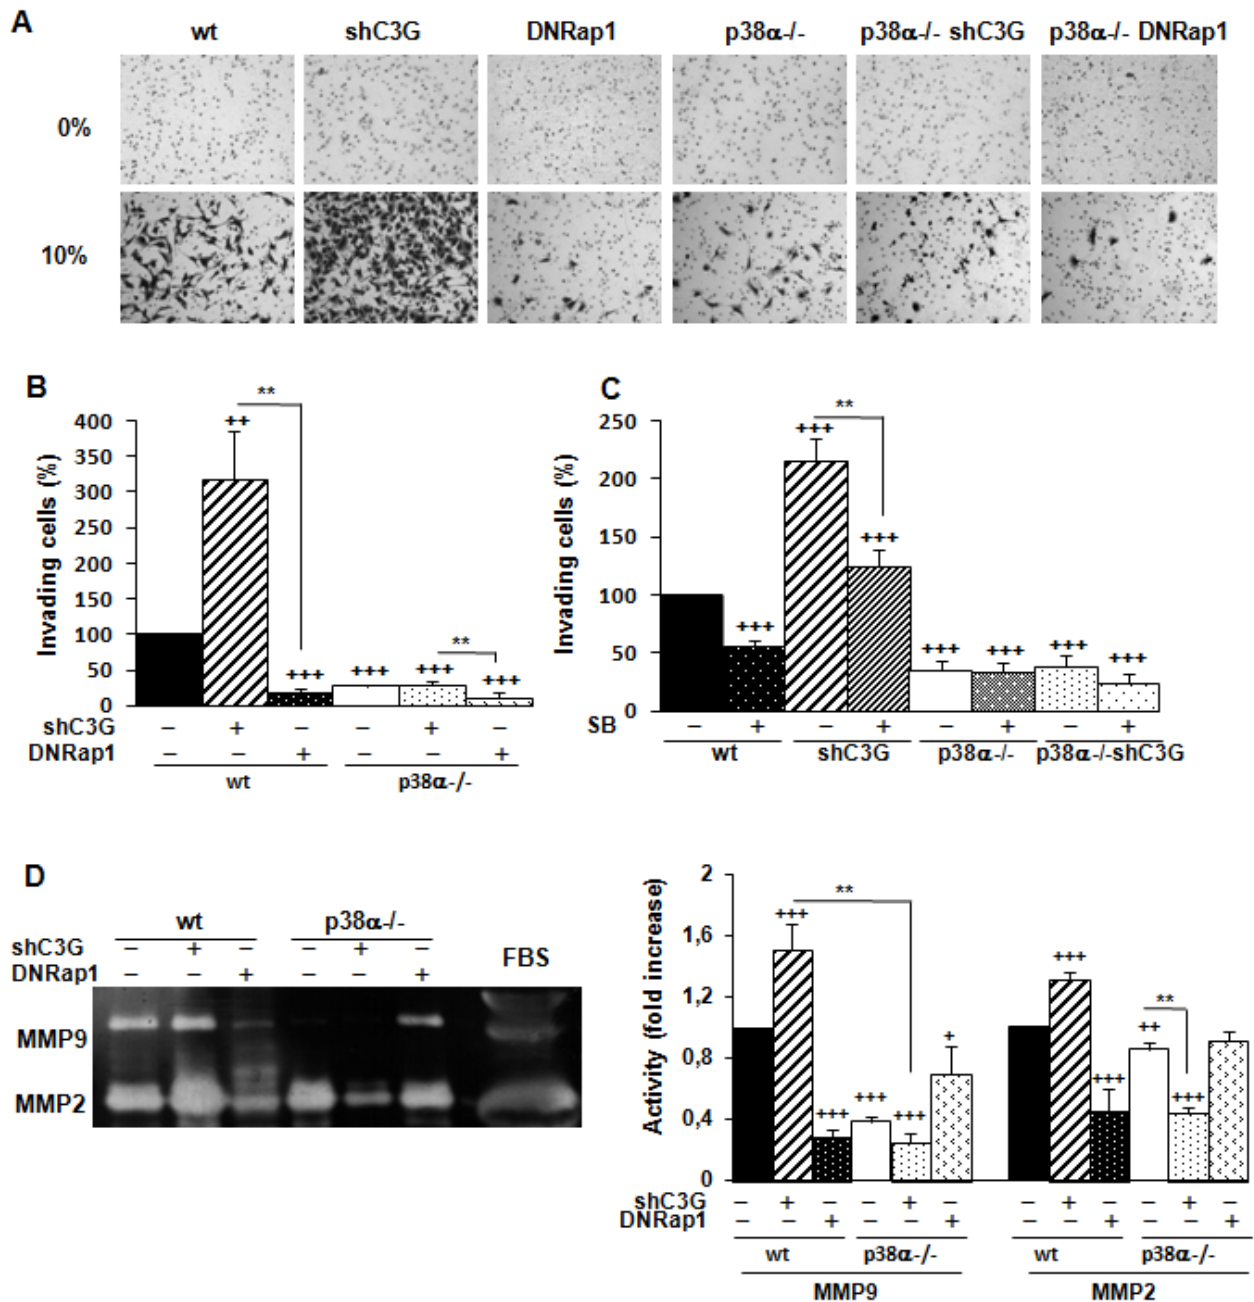 A
wt shC3G DNRap1 p38α-/- p38α-/- shC3G p38α-/- DNRap1
0%
10%
B
Invading cells (%)
400
350
300
250
200
150
100
50
0
**
++
+++ +++ +++ +++
**
shC3G – + – – + –
DNRap1 – – + – – +
wt p38α-/-
C
Invading cells (%)
250
200
150
100
50
0
**
+++
+++
+++
+++ +++ +++ +++
SB – + – + – + – +
wt shC3G p38α-/- p38α-/-shC3G
D
wt p38α-/-
shC3G – + – – + –
DNRap1 – – + – – +
FBS
MMP9
MMP2
Activity (fold increase)
2
1,6
1,2
0,8
0,4
0
**
+++
+++ +++ +++ +
+++
+++ ++ +++
**
shC3G – + – – + – – + – – + –
DNRap1 – – + – – + – – + – – +
wt p38α-/- wt p38α-/-
MMP9 MMP2